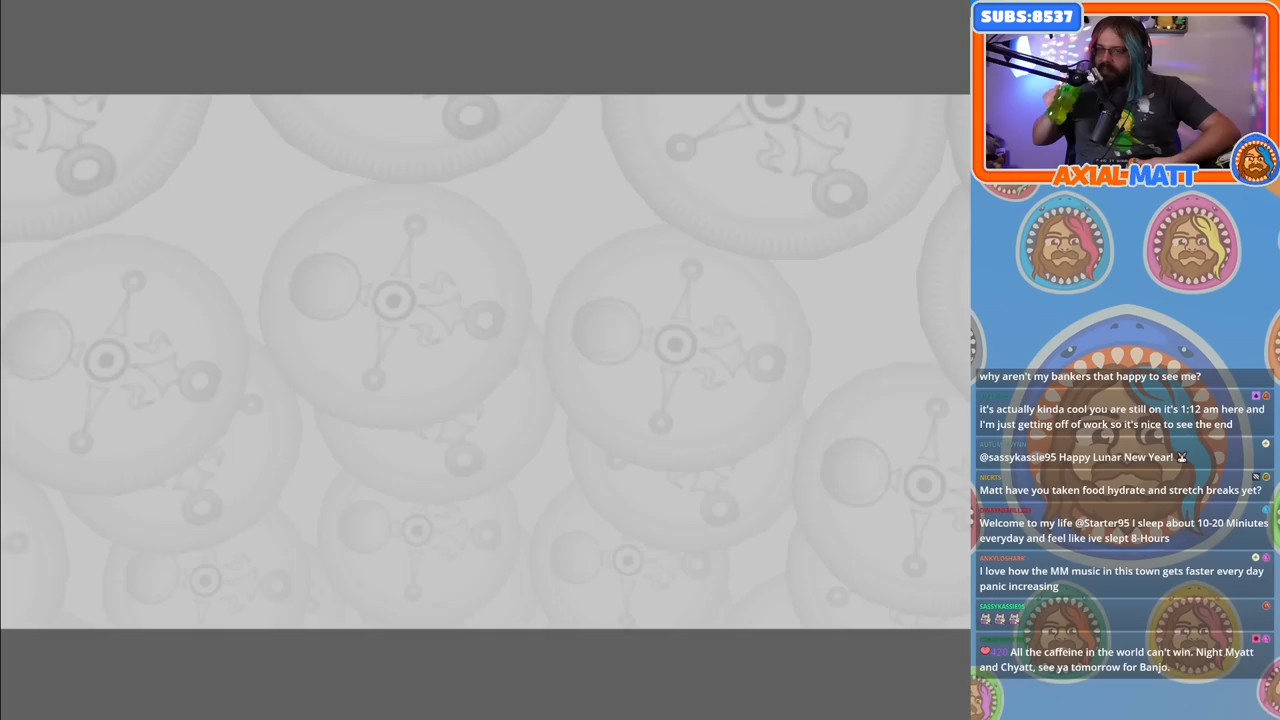 SUBS:8537
AXIAL MATT
why aren't my bankers that happy to see me?
it's actually kinda cool you are still on it's 1:12 am here and
I'm just getting off of work so it's nice to see the end
@sassykassie95 Happy Lunar New Year!
Matt have you taken food hydrate and stretch breaks yet?
Welcome to my life @Starter95 I sleep about 10-20 Miniutes
everyday and feel like ive slept 8-Hours
ANKYLOSHARK
I love how the MM music in this town gets faster every day
panic increasing
SASSYKASSIE95
420 All the caffeine in the world can't win. Night Myatt
and Chyatt, see ya tomorrow for Banjo.